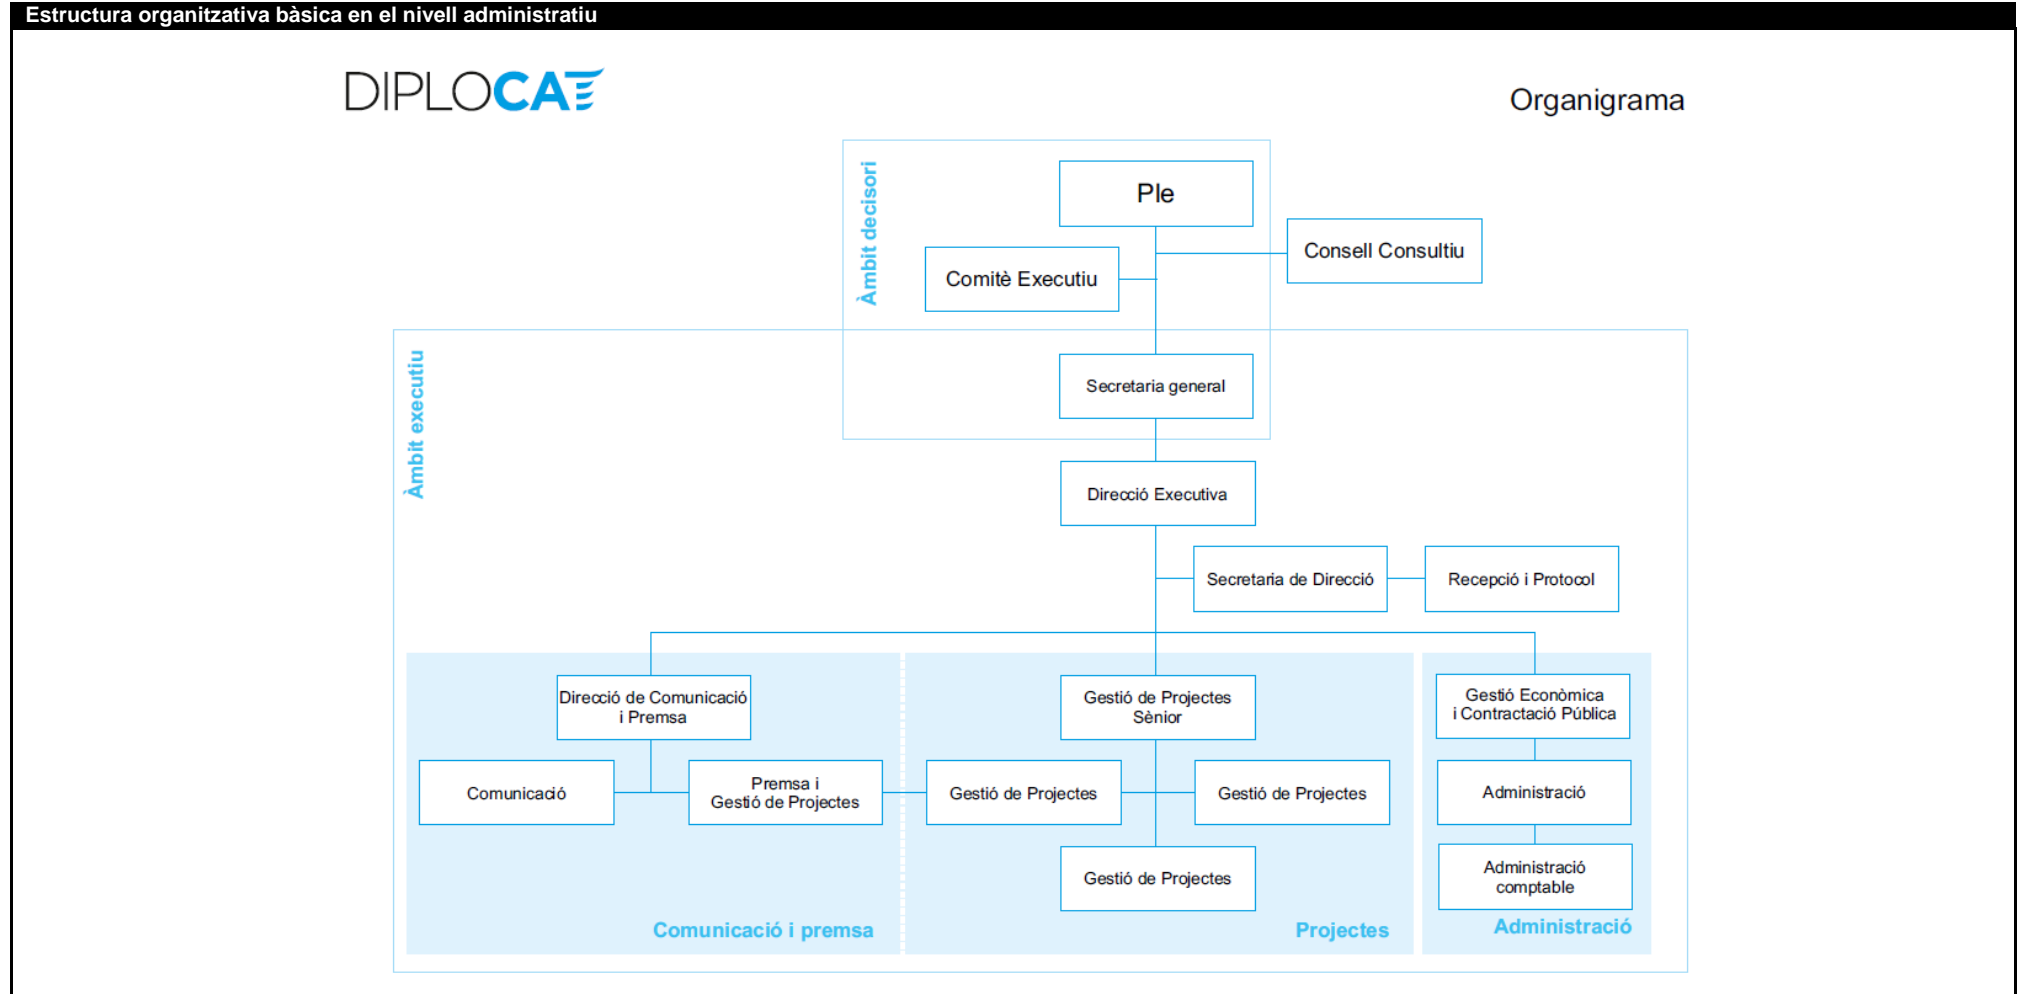 Estructura organitzativa bàsica en el nivell administratiu
DIPLOCAT
Organigrama
Àmbit decisori
Ple
Consell Consultiu
Comitè Executiu
Àmbit executiu
Secretaria general
Direcció Executiva
Secretaria de Direcció
Recepció i Protocol
Direcció de Comunicació
i Premsa
Gestió de Projectes
Sènior
Gestió Econòmica
i Contractació Pública
Comunicació
Premsa i
Gestió de Projectes
Gestió de Projectes
Gestió de Projectes
Administració
Gestió de Projectes
Administració
comptable
Comunicació i premsa
Projectes
Administració